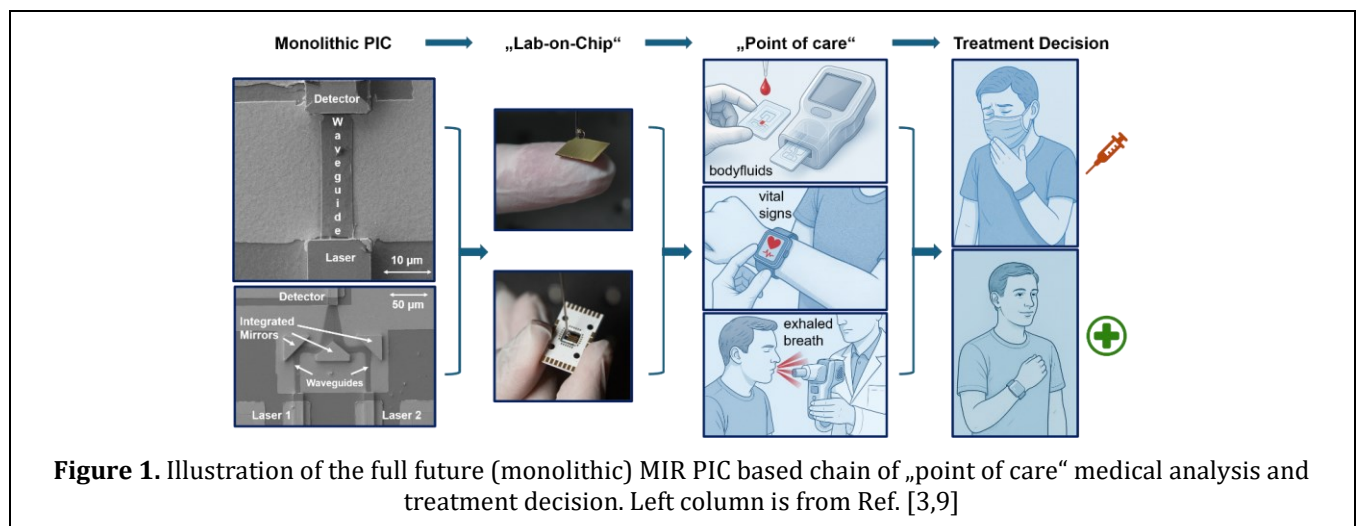 Monolithic PIC
„Lab-on-Chip“
„Point of care“
Treatment Decision
Detector
Waveguide
Laser
10 µm
Detector
50 µm
Integrated
Mirrors
Waveguides
Laser 1
Laser 2
bodyfluids
vital
signs
exhaled
breath
Figure 1. Illustration of the full future (monolithic) MIR PIC based chain of „point of care“ medical analysis and
treatment decision. Left column is from Ref. [3,9]